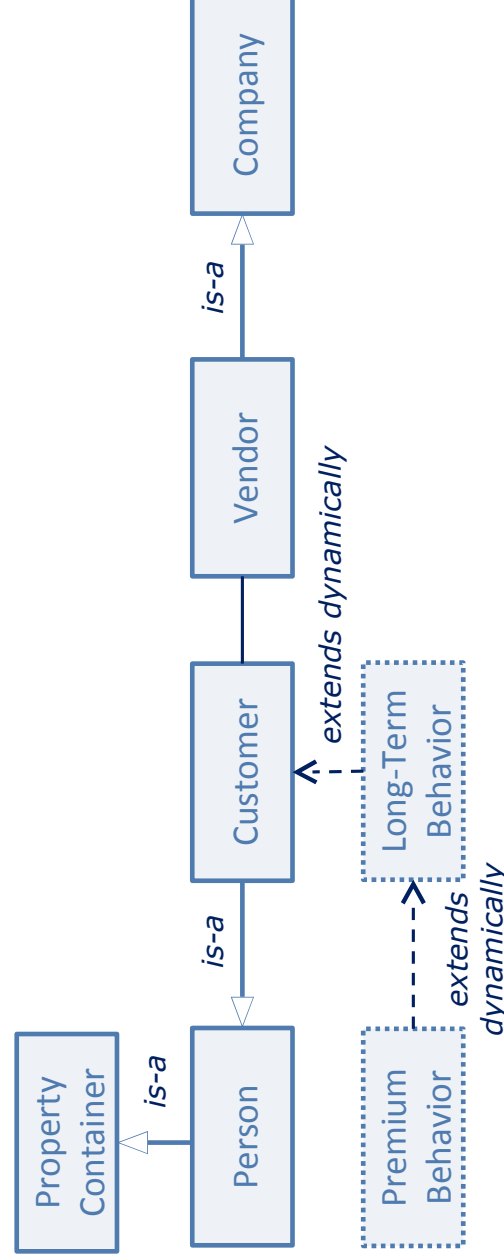 Property
Container
is-a
Person
is-a
Customer
Vendor
is-a
Company
extends dynamically
Premium
Behavior
extends
dynamically
Long-Term
Behavior